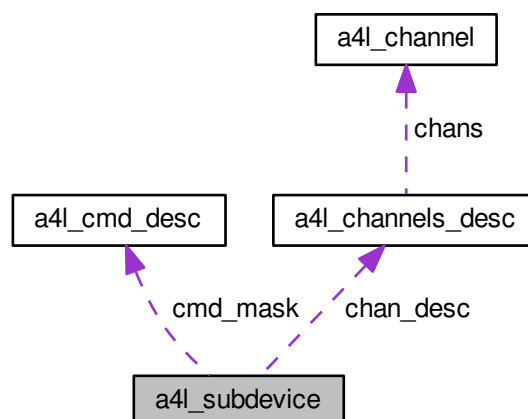 a4l_channel
chans
a4l_cmd_desc
a4l_channels_desc
cmd_mask
chan_desc
a4l_subdevice